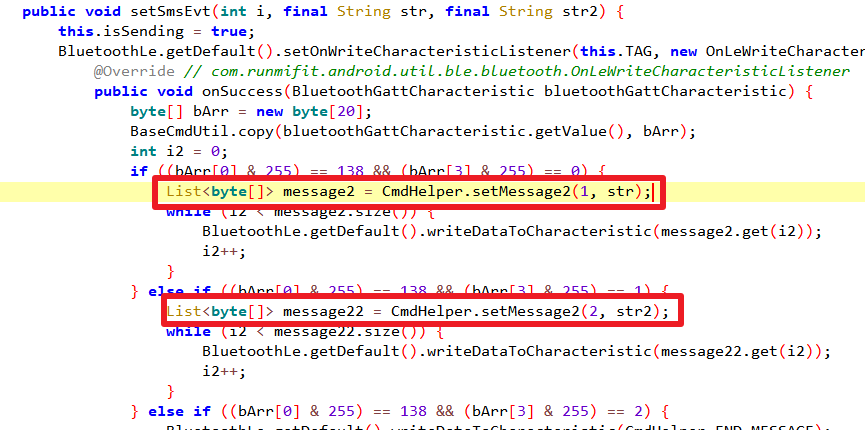 public void setSmsEvt(int i, final String str, final String str2) {
this.isSending = true;
BluetoothLe.getDefault().setOnWriteCharacteristicListener(this.TAG, new OnLeWriteCharacter
@Override // com.runmifit.android.util.ble.bluetooth.OnLeWriteCharacteristicListener
public void onSuccess(BluetoothGattCharacteristic bluetoothGattCharacteristic) {
byte[] bArr = new byte[20];
BaseCmdUtil.copy(bluetoothGattCharacteristic.getValue(), bArr);
int i2 = 0;
if ((bArr[0] & 255) == 138 && (bArr[3] & 255) == 0) {
List<byte[]> message2 = CmdHelper.setMessage2(1, str);
while (i2 < message2.size()) {
BluetoothLe.getDefault().writeDataToCharacteristic(message2.get(i2));
i2++;
}
} else if ((bArr[0] & 255) == 138 && (bArr[3] & 255) == 1) {
List<byte[]> message22 = CmdHelper.setMessage2(2, str2);
while (i2 < message22.size()) {
BluetoothLe.getDefault().writeDataToCharacteristic(message22.get(i2));
i2++;
}
} else if ((bArr[0] & 255) == 138 && (bArr[3] & 255) == 2) {
BluetoothLe.getDefault().writeDataToCharacteristic(CmdHelper.END_MESSAGE);